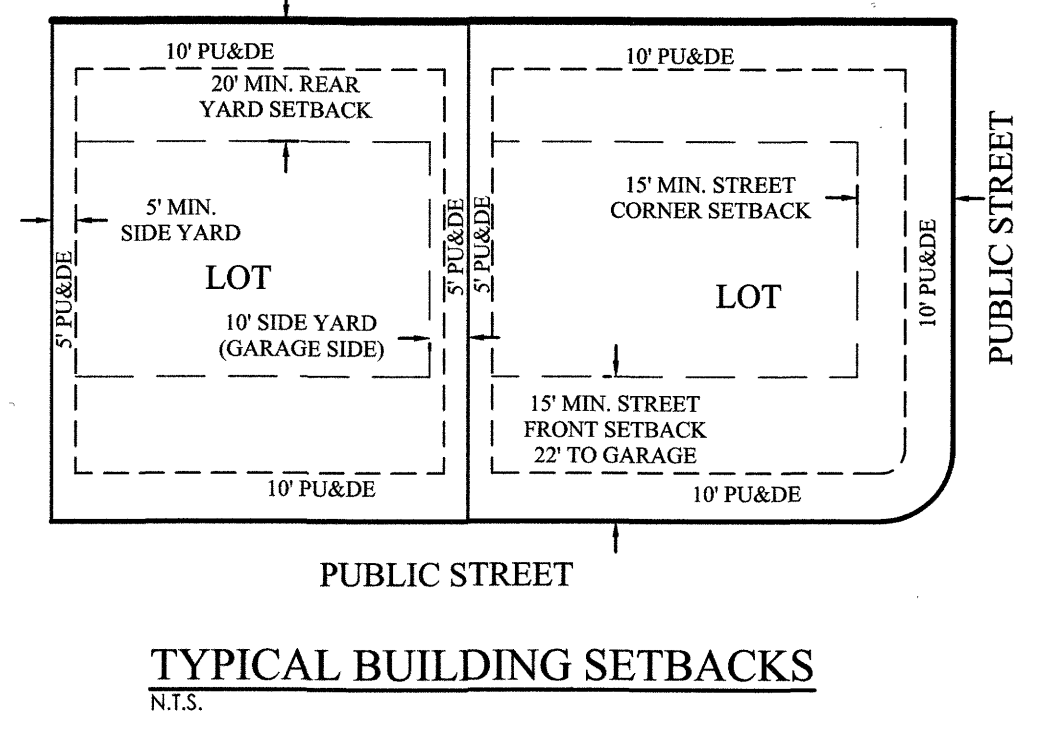 10' PU&DE
10' PU&DE
20' MIN. REAR
YARD SETBACK
5' MIN.
SIDE YARD
15' MIN. STREET
CORNER SETBACK
5' PU&DE
LOT
5' PU&DE
5' PU&DE
LOT
10' PU&DE
PUBLIC STREET
10' SIDE YARD
(GARAGE SIDE)
15' MIN. STREET
FRONT SETBACK
22' TO GARAGE
10' PU&DE
10' PU&DE
PUBLIC STREET
TYPICAL BUILDING SETBACKS
N.T.S.